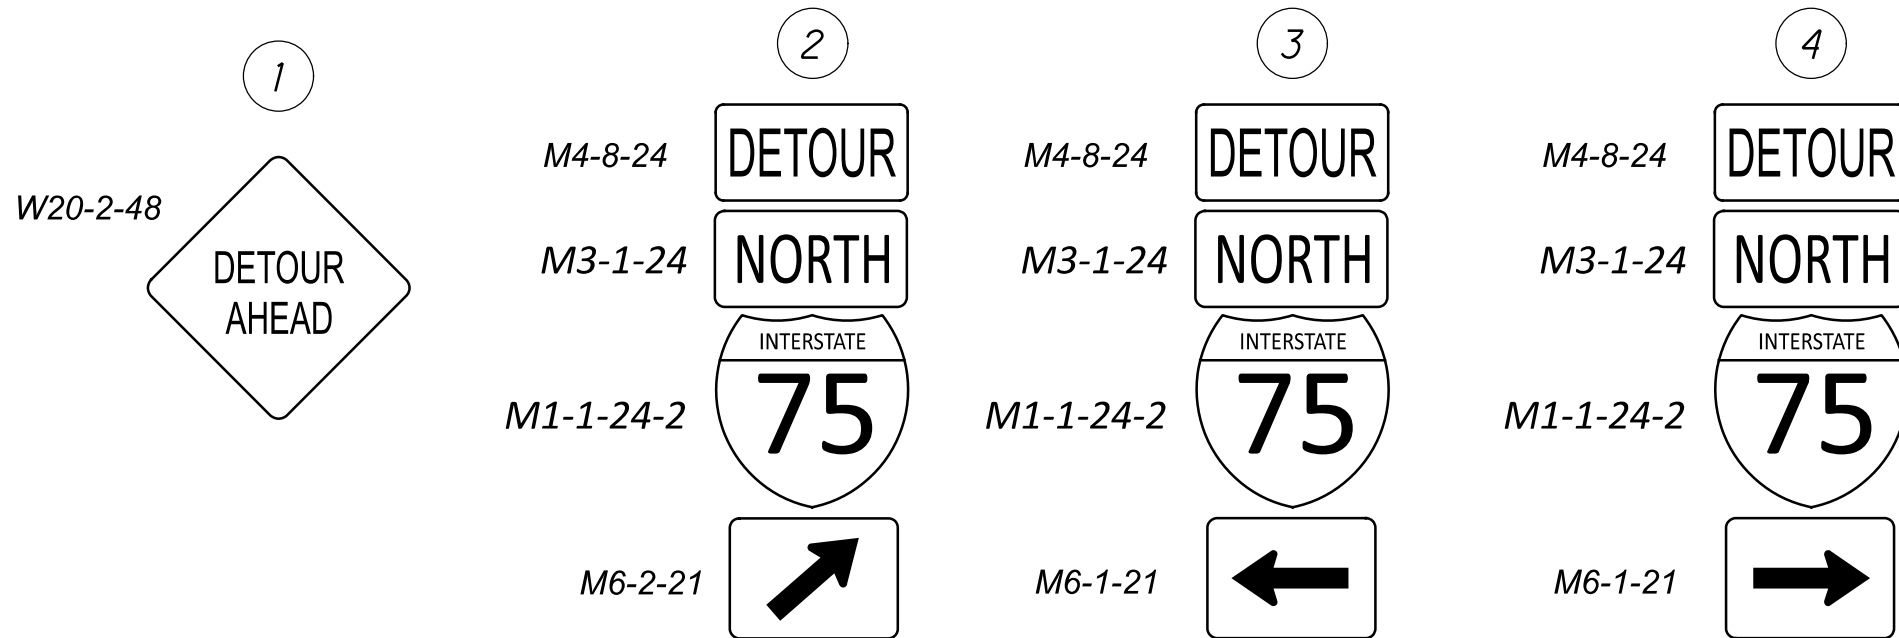 1
W20-2-48
DETOUR
AHEAD
2
M4-8-24
DETOUR
M3-1-24
NORTH
M1-1-24-2
INTERSTATE
75
M6-2-21
3
M4-8-24
DETOUR
M3-1-24
NORTH
M1-1-24-2
INTERSTATE
75
M6-1-21
4
M4-8-24
DETOUR
M3-1-24
NORTH
M1-1-24-2
INTERSTATE
75
M6-1-21